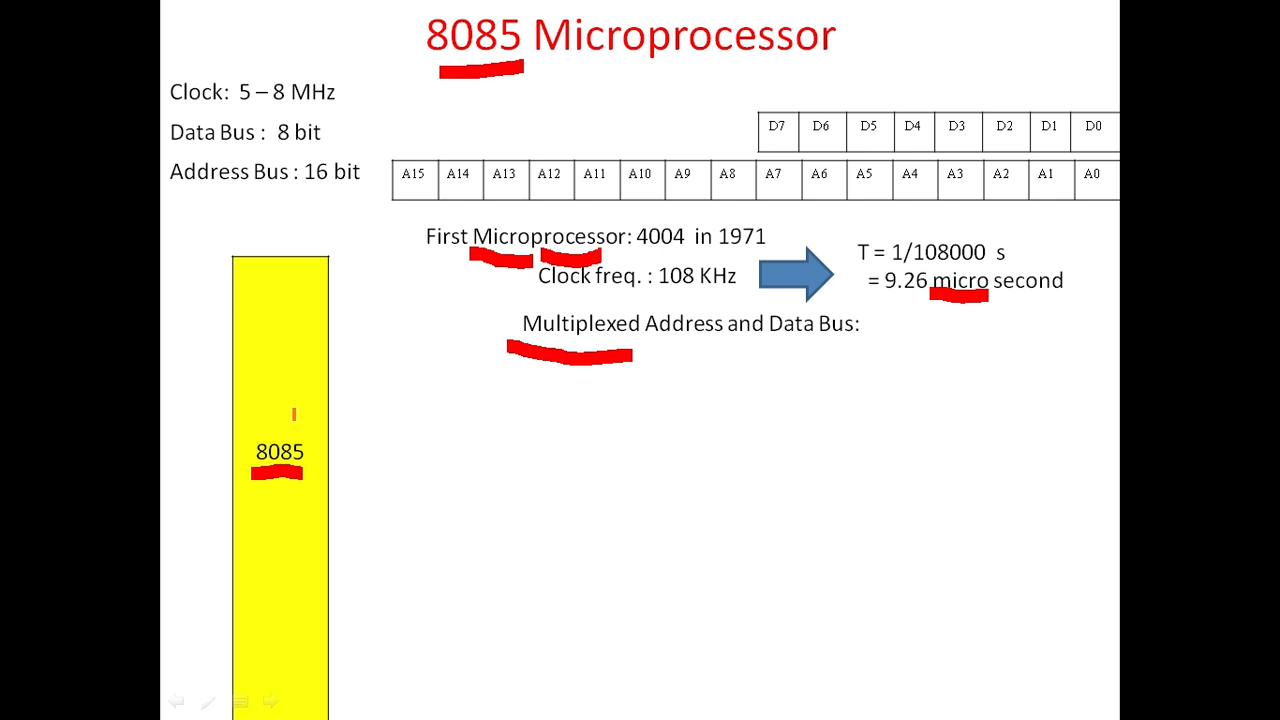 8085 Microprocessor
Clock: 5 – 8 MHz
Data Bus : 8 bit
D7 D6 D5 D4 D3 D2 D1 D0
Address Bus : 16 bit
A15 A14 A13 A12 A11 A10 A9 A8 A7 A6 A5 A4 A3 A2 A1 A0
First Microprocessor: 4004 in 1971
Clock freq. : 108 KHz
T = 1/108000 s
= 9.26 micro second
Multiplexed Address and Data Bus:
8085